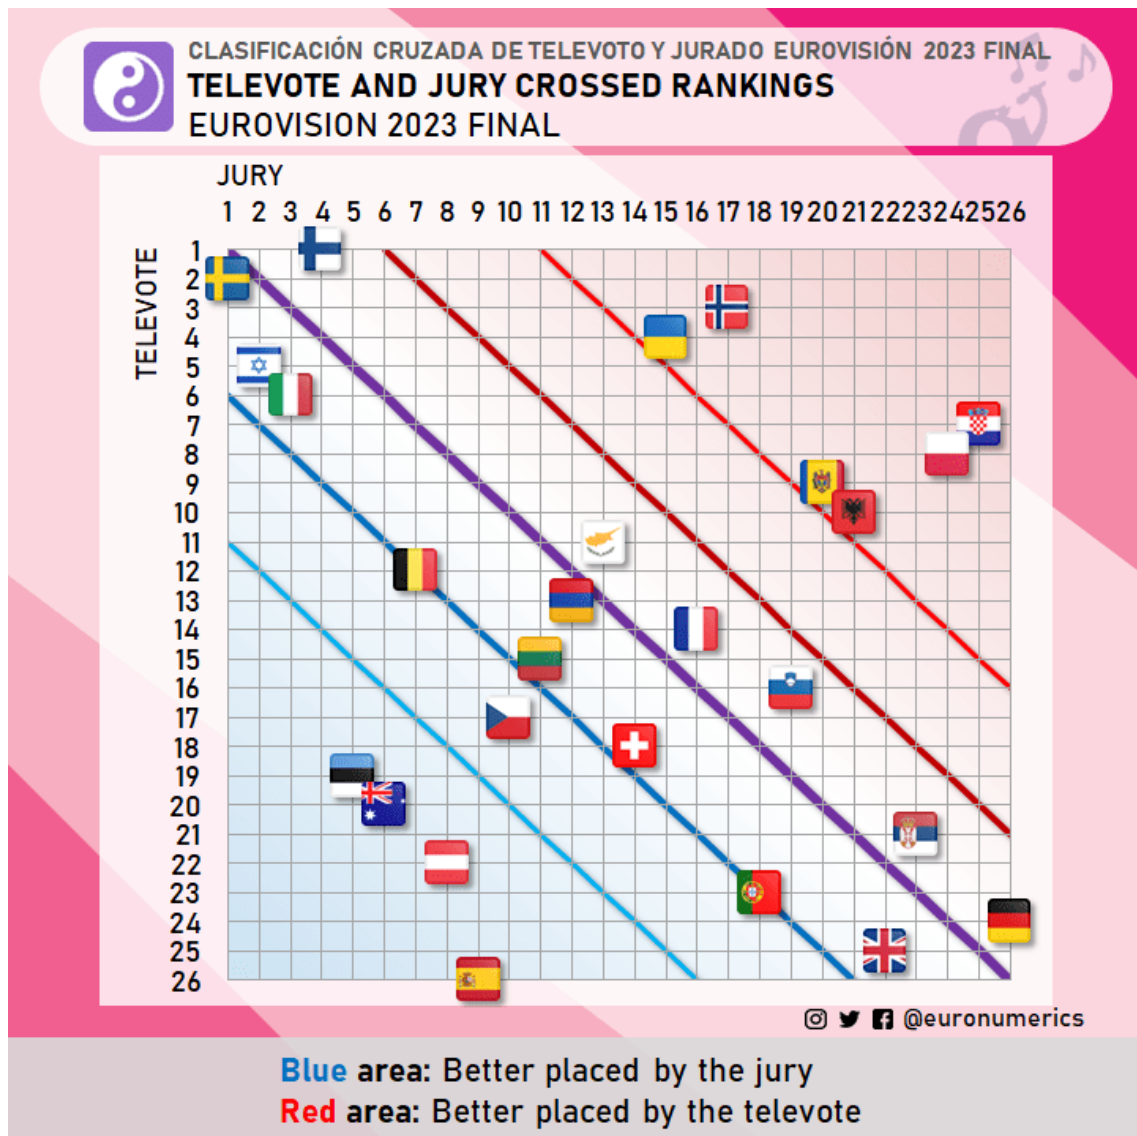 CLASIFICACIÓN CRUZADA DE TELEVOTO Y JURADO EUROVISIÓN 2023 FINAL
TELEVOTE AND JURY CROSSED RANKINGS
EUROVISION 2023 FINAL
JURY
1 2 3 4 5 6 7 8 9 10 11 12 13 14 15 16 17 18 19 20 21 22 23 24 25 26
TELEVOTE
1
2
3
4
5
6
7
8
9
10
11
12
13
14
15
16
17
18
19
20
21
22
23
24
25
26
@euronumerics
Blue area: Better placed by the jury
Red area: Better placed by the televote